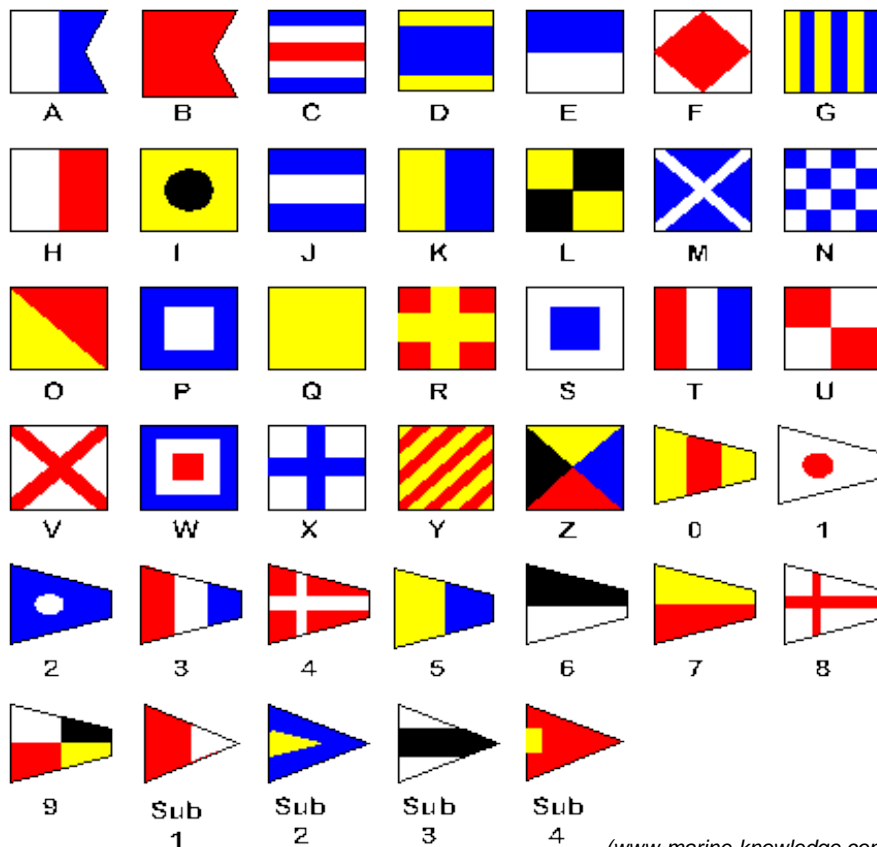 A B C D E F G
H I J K L M N
O P Q R S T U
V W X Y Z 0 1
2 3 4 5 6 7 8
9 Sub Sub Sub Sub
1 2 3 4